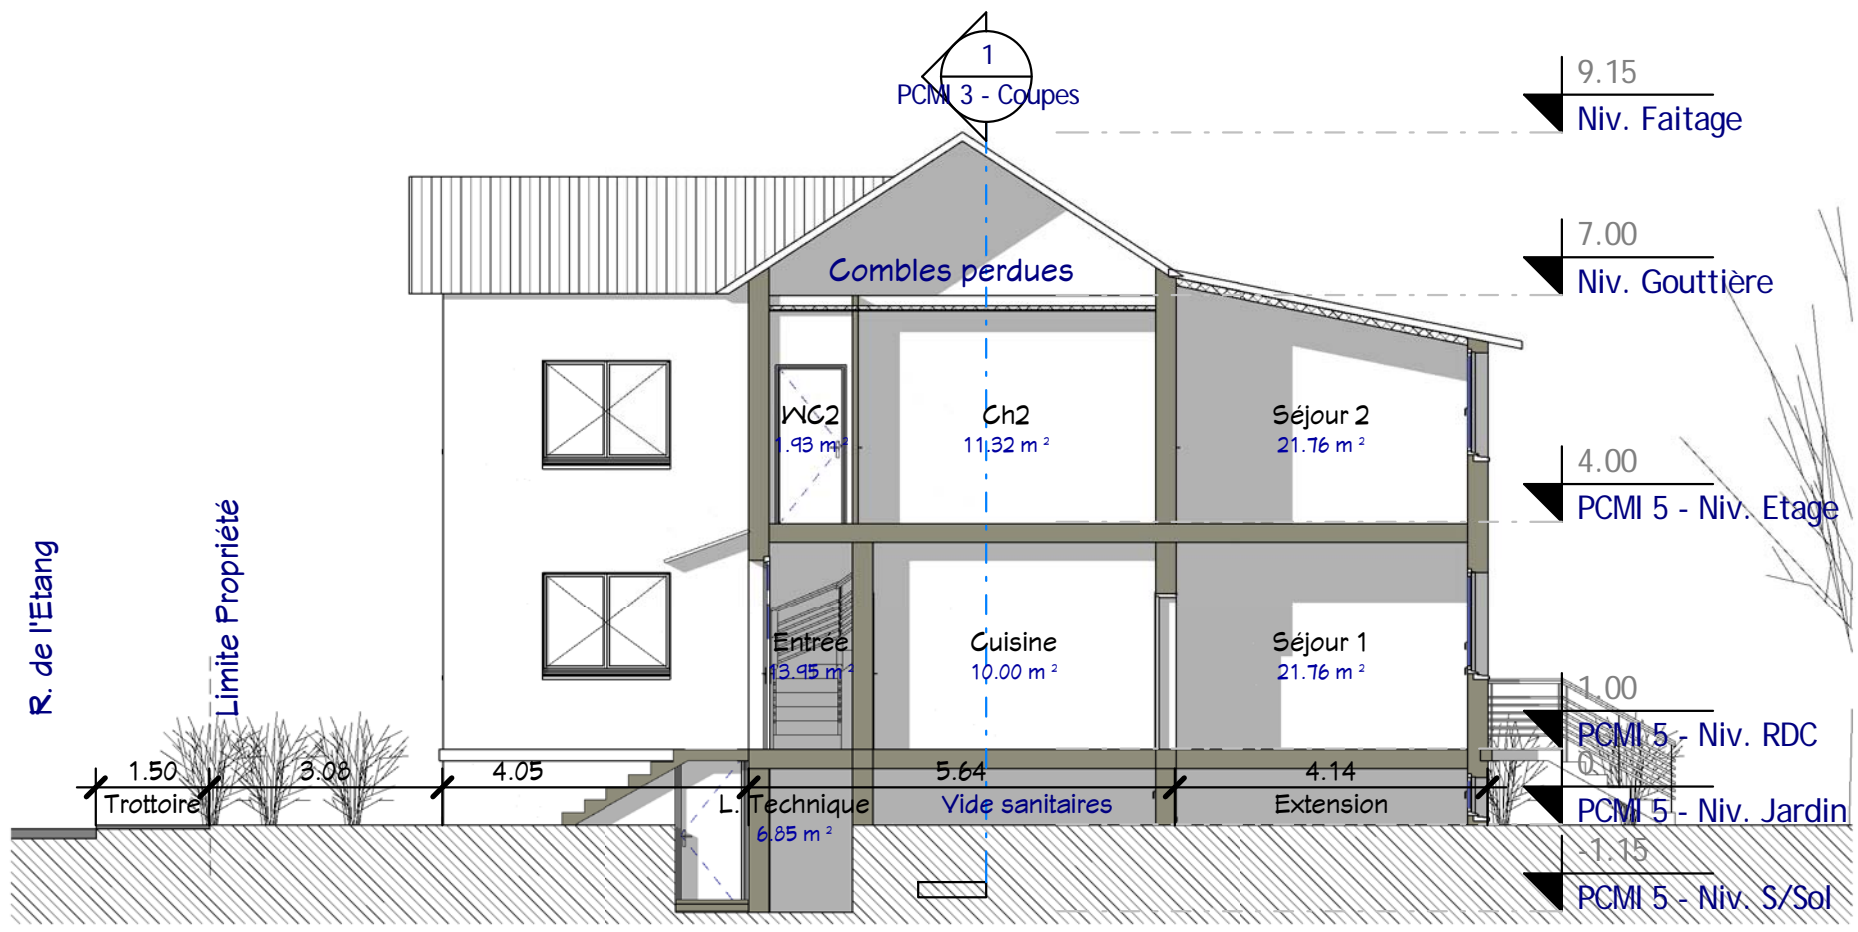 1
PCMI 3 - Coupes
9.15
Niv. Faitage
7.00
Niv. Gouttière
Combles perdues
WC2
1.93 m²
Ch2
11.32 m²
Séjour 2
21.76 m²
4.00
PCMI 5 - Niv. Etage
R. de l'Etang
Limite Propriété
Entrée
13.95 m²
Cuisine
10.00 m²
Séjour 1
21.76 m²
1.00
PCMI 5 - Niv. RDC
1.50
3.08
4.05
5.64
4.14
0
Trottoire
L. Technique
6.85 m²
Vide sanitaires
Extension
PCMI 5 - Niv. Jardin
-1.15
PCMI 5 - Niv. S/Sol